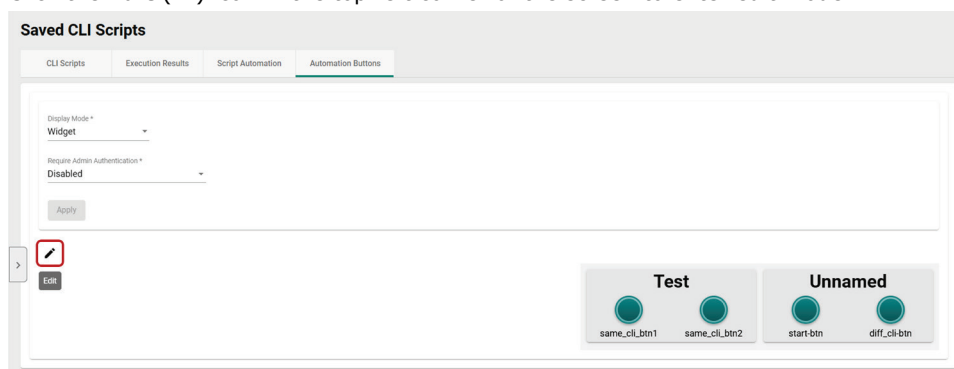 Saved CLI Scripts
CLI Scripts Execution Results Script Automation Automation Buttons
Display Mode *
Widget
Require Admin Authentication *
Disabled
Apply
Edit
Test Unnamed
same_cli_btn1 same_cli_btn2 start-btn diff_cli-btn